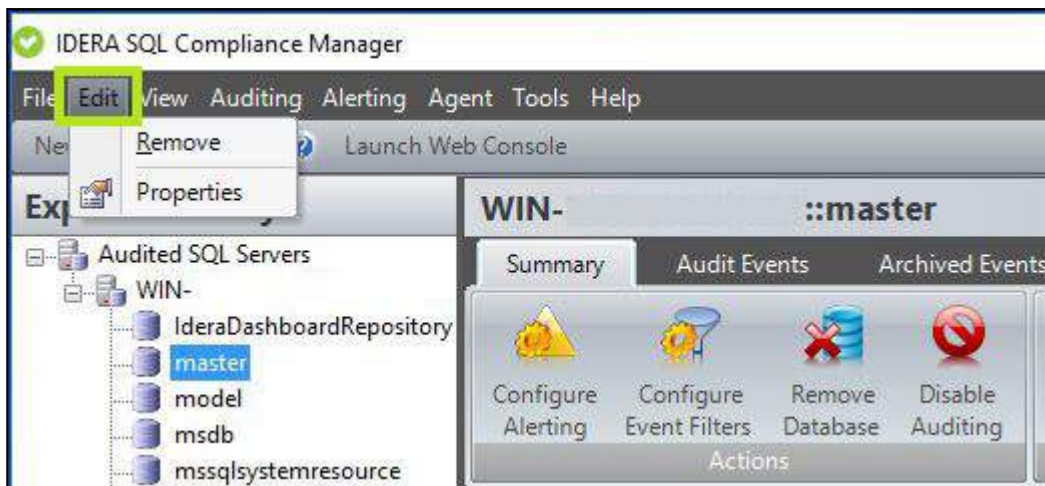 IDERA SQL Compliance Manager
File Edit View Auditing Alerting Agent Tools Help
Launch Web Console
Remove
Properties
WIN- ::master
Audited SQL Servers
WIN-
IderaDashboardRepository
master
model
msdb
mssqlsystemresource
Summary Audit Events Archived Events
Configure Alerting
Configure Event Filters
Remove Database
Disable Auditing
Actions